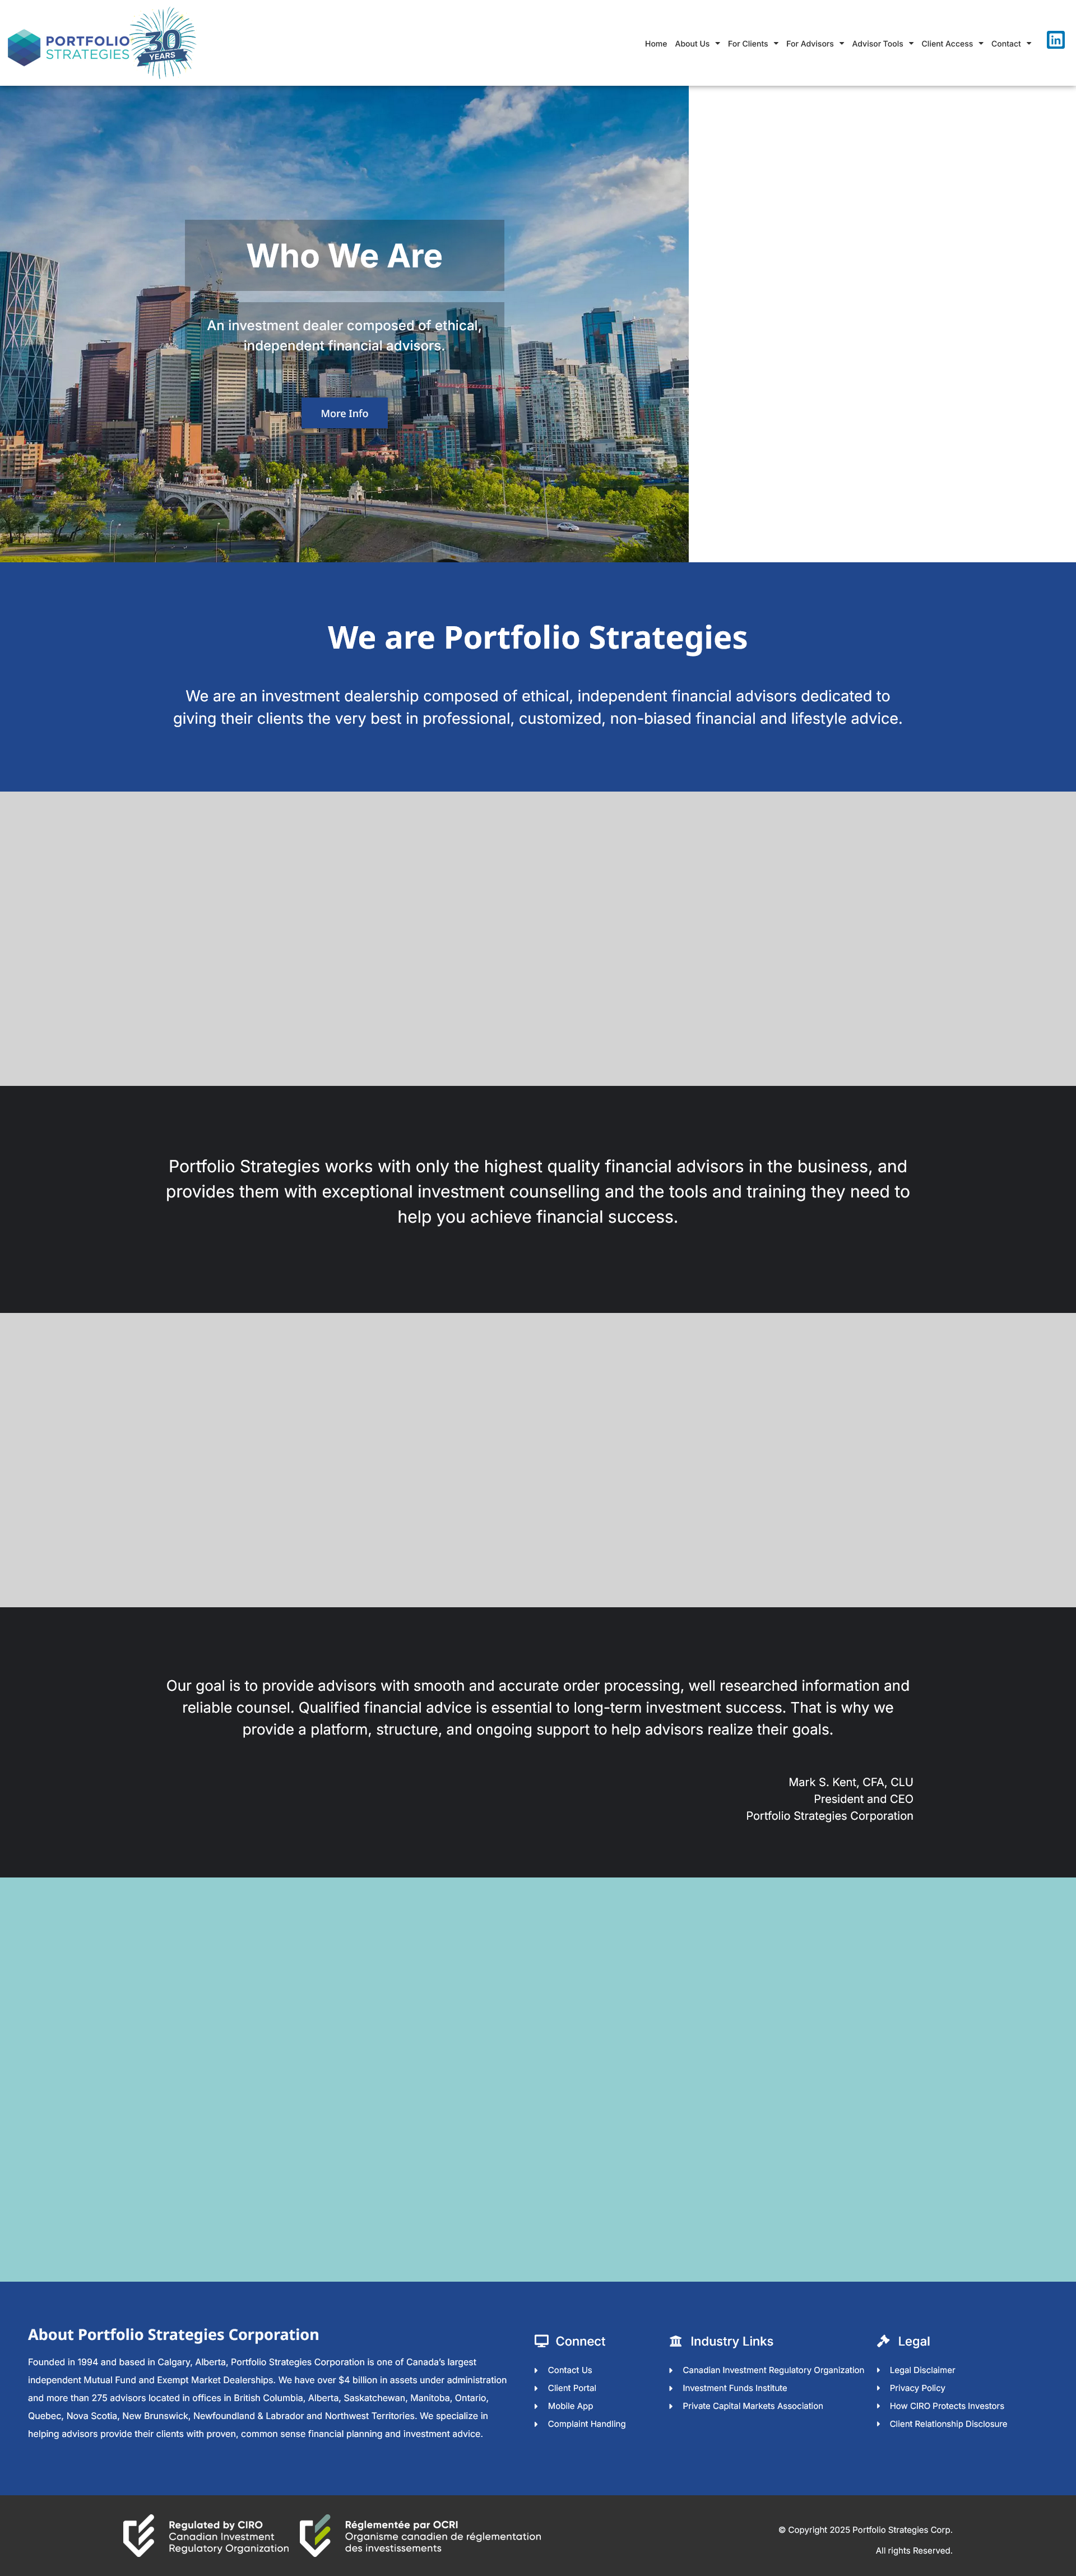 PORTFOLIO
STRATEGIES
30
YEARS
Home About Us For Clients For Advisors Advisor Tools Client Access Contact
in
Who We Are
An investment dealer composed of ethical,
independent financial advisors.
More Info
We are Portfolio Strategies
We are an investment dealership composed of ethical, independent financial advisors dedicated to
giving their clients the very best in professional, customized, non-biased financial and lifestyle advice.
Portfolio Strategies works with only the highest quality financial advisors in the business, and
provides them with exceptional investment counselling and the tools and training they need to
help you achieve financial success.
Our goal is to provide advisors with smooth and accurate order processing, well researched information and
reliable counsel. Qualified financial advice is essential to long-term investment success. That is why we
provide a platform, structure, and ongoing support to help advisors realize their goals.
Mark S. Kent, CFA, CLU
President and CEO
Portfolio Strategies Corporation
About Portfolio Strategies Corporation
Founded in 1994 and based in Calgary, Alberta, Portfolio Strategies Corporation is one of Canada's largest
independent Mutual Fund and Exempt Market Dealerships. We have over $4 billion in assets under administration
and more than 275 advisors located in offices in British Columbia, Alberta, Saskatchewan, Manitoba, Ontario,
Quebec, Nova Scotia, New Brunswick, Newfoundland & Labrador and Northwest Territories. We specialize in
helping advisors provide their clients with proven, common sense financial planning and investment advice.
Connect
Contact Us
Client Portal
Mobile App
Complaint Handling
Industry Links
Canadian Investment Regulatory Organization
Investment Funds Institute
Private Capital Markets Association
Legal
Legal Disclaimer
Privacy Policy
How CIRO Protects Investors
Client Relationship Disclosure
Regulated by CIRO
Canadian Investment
Regulatory Organization
Réglementée par OCRI
Organisme canadien de réglementation
des investissements
© Copyright 2025 Portfolio Strategies Corp.
All rights Reserved.